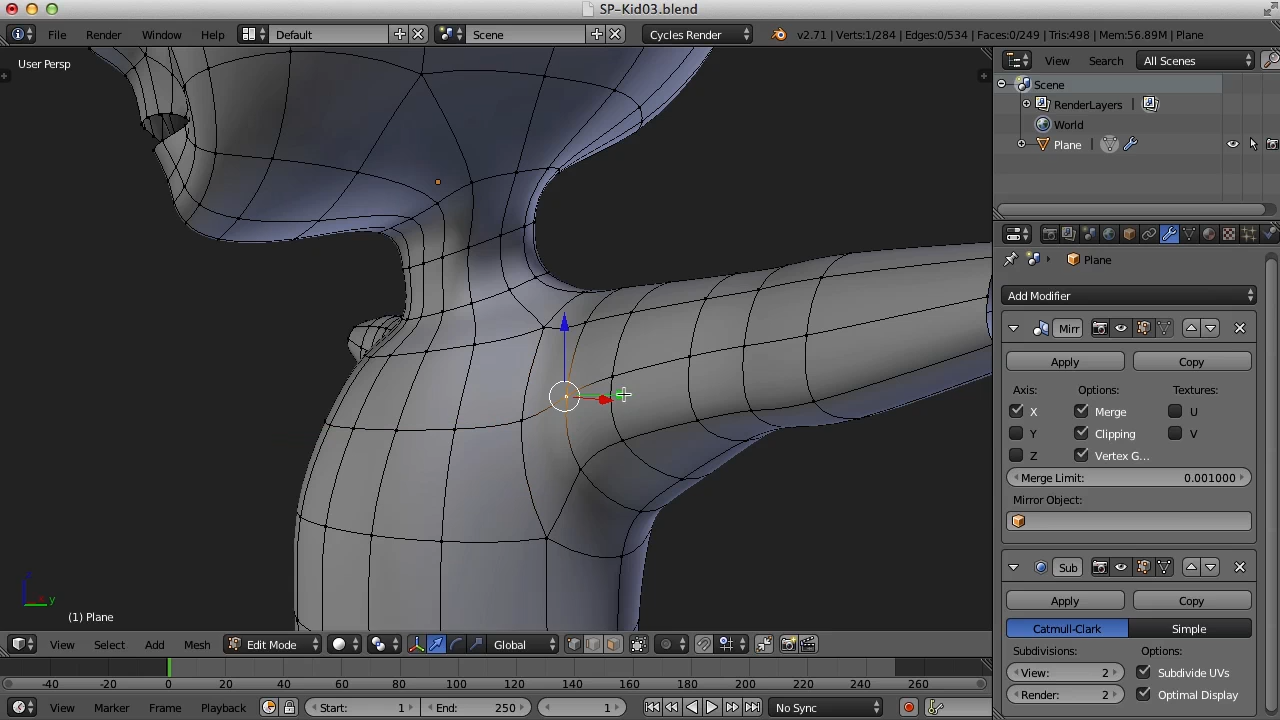 SP-Kid03.blend
File Render Window Help Default Scene Cycles Render v2.71 | Verts:1/284 | Edges:0/534 | Faces:0/249 | Tris:498 | Mem:56.89M | Plane
User Persp
View Search All Scenes
Scene
RenderLayers
World
Plane
Plane
Add Modifier
Mirr
Apply Copy
Axis: Options: Textures:
X Merge U
Y Clipping V
Z Vertex G...
Merge Limit: 0.001000
Mirror Object:
Sub
Apply Copy
Catmull-Clark Simple
Subdivisions: Options:
View: 2 Subdivide UVs
Render: 2 Optimal Display
z
y
(1) Plane
View Select Add Mesh Edit Mode Global
-40 -20 0 20 40 60 80 100 120 140 160 180 200 220 240 260
View Marker Frame Playback Start: 1 End: 250 1 No Sync